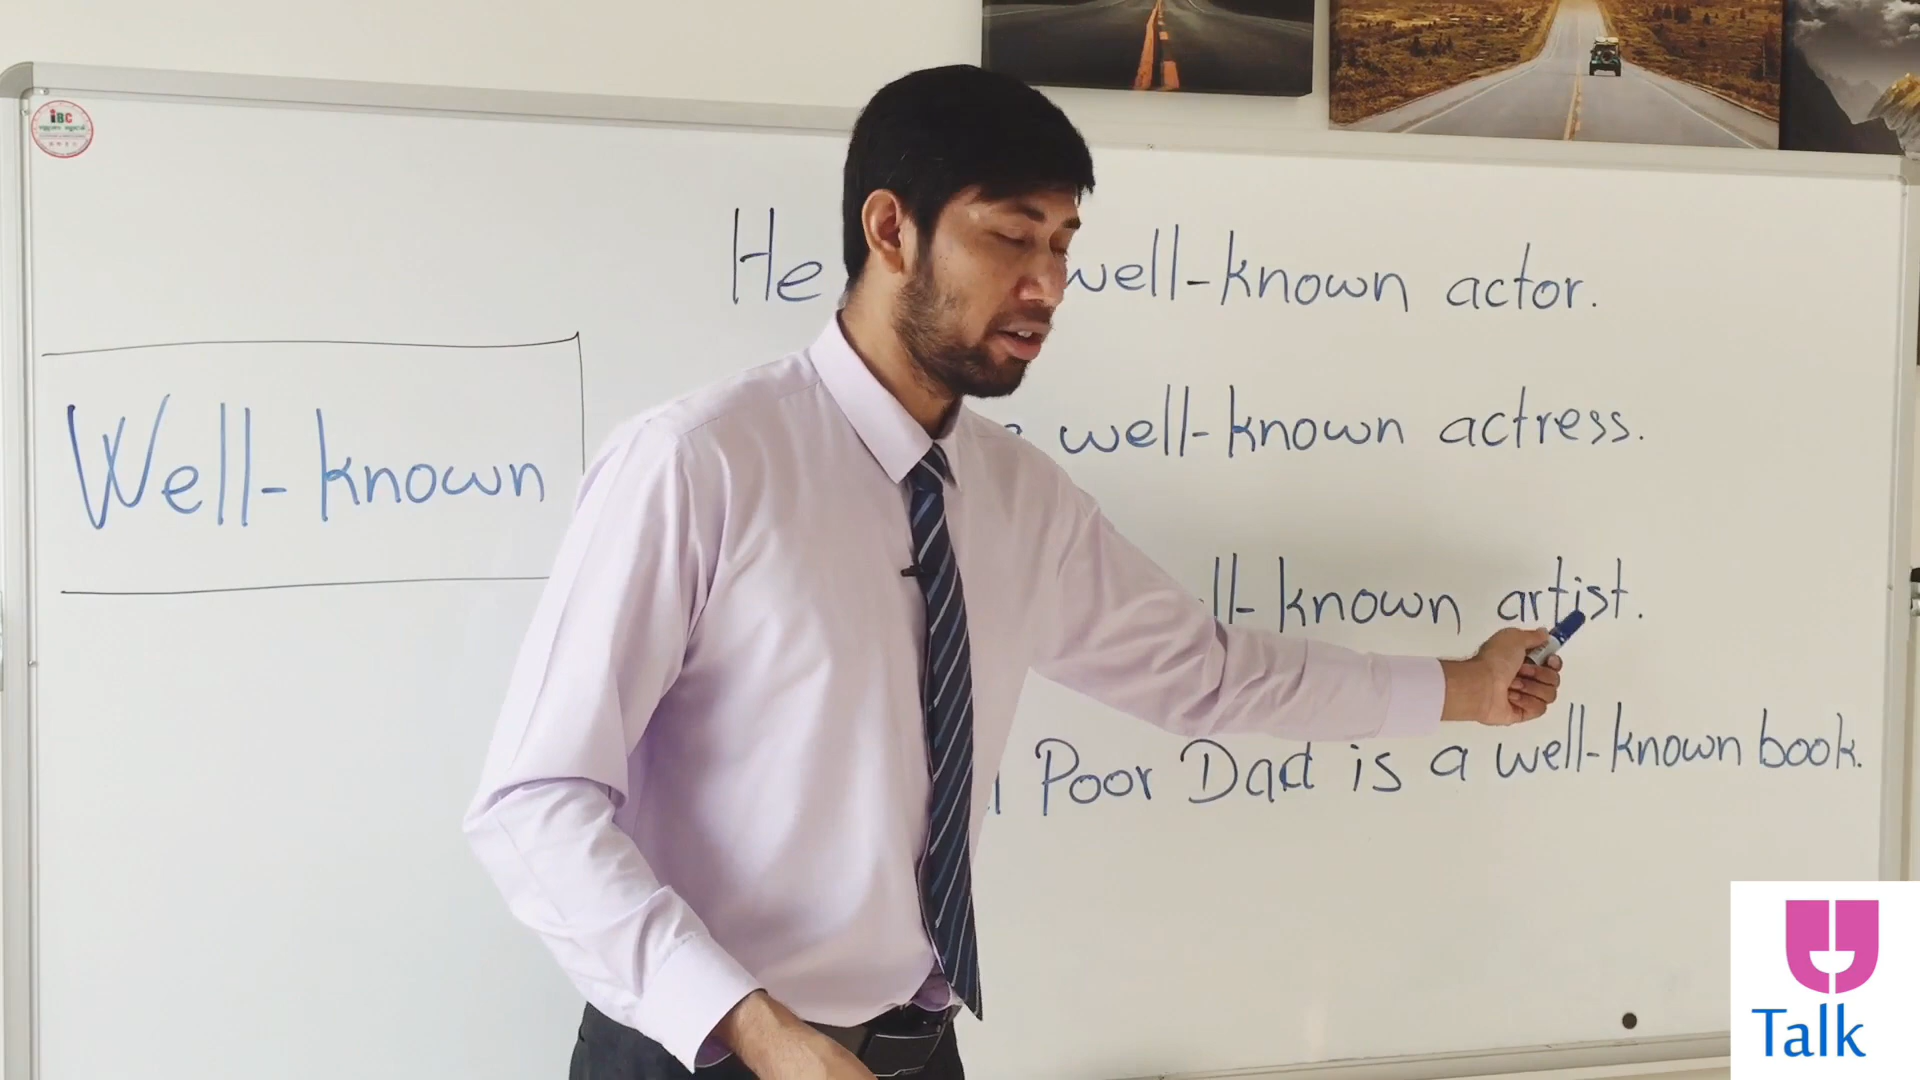 iBC
He well-known actor.
well-known actress.
Well-known
ll-known artist.
Poor Dad is a well-known book.
Talk